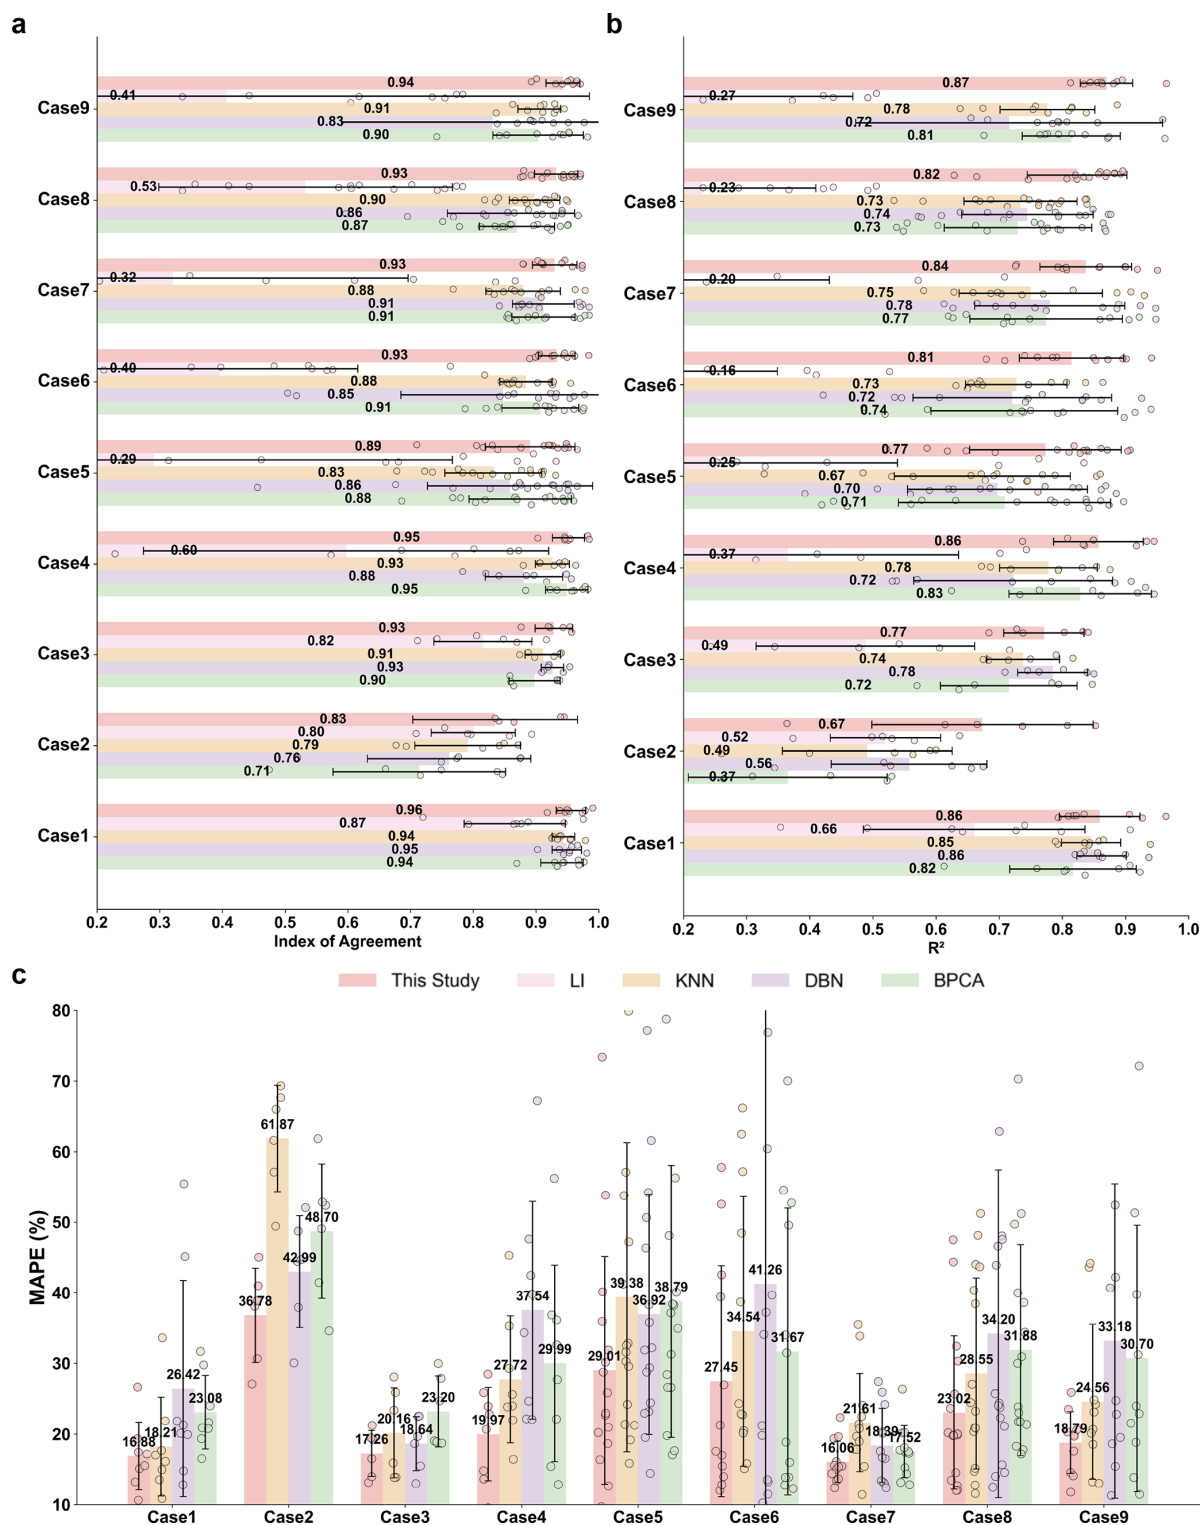 a
b
Case9
0.94
0.41
0.91
0.83
0.90
Case8
0.93
0.53
0.90
0.86
0.87
Case7
0.93
0.32
0.88
0.91
0.91
Case6
0.93
0.40
0.88
0.85
0.91
Case5
0.89
0.29
0.83
0.86
0.88
Case4
0.95
0.60
0.93
0.88
0.95
Case3
0.93
0.82
0.91
0.93
0.90
Case2
0.83
0.80
0.79
0.76
0.71
Case1
0.96
0.87
0.94
0.95
0.94
0.2 0.3 0.4 0.5 0.6 0.7 0.8 0.9 1.0
Index of Agreement
Case9
0.87
0.27
0.78
0.72
0.81
Case8
0.82
0.23
0.73
0.74
0.73
Case7
0.84
0.20
0.75
0.78
0.77
Case6
0.81
0.16
0.73
0.72
0.74
Case5
0.77
0.25
0.67
0.70
0.71
Case4
0.86
0.37
0.78
0.72
0.83
Case3
0.77
0.49
0.74
0.78
0.72
Case2
0.67
0.52
0.49
0.56
0.37
Case1
0.86
0.66
0.85
0.86
0.82
0.2 0.3 0.4 0.5 0.6 0.7 0.8 0.9 1.0
R²
c
This Study LI KNN DBN BPCA
MAPE (%)
80
70
60
50
40
30
20
10
16.88 18.21 26.42 23.08
36.78 61.87 42.99 48.70
17.26 20.16 18.64 23.20
19.97 27.72 37.54 29.99
29.01 39.38 36.92 38.79
27.45 34.54 41.26 31.67
16.06 21.61 18.39 17.52
23.02 28.55 34.20 31.88
18.79 24.56 33.18 30.70
Case1 Case2 Case3 Case4 Case5 Case6 Case7 Case8 Case9